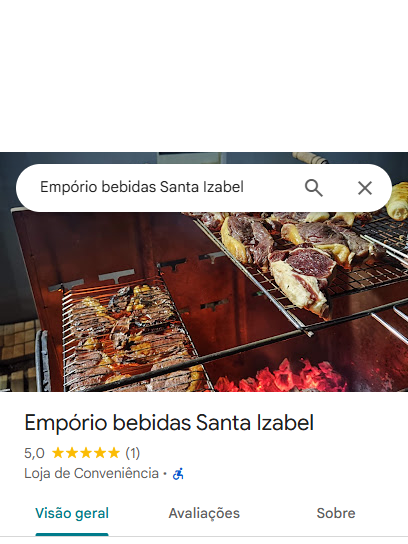 Empório bebidas Santa Izabel
Empório bebidas Santa Izabel
5,0 ★★★★★ (1)
Loja de Conveniência ·
Visão geral Avaliações Sobre